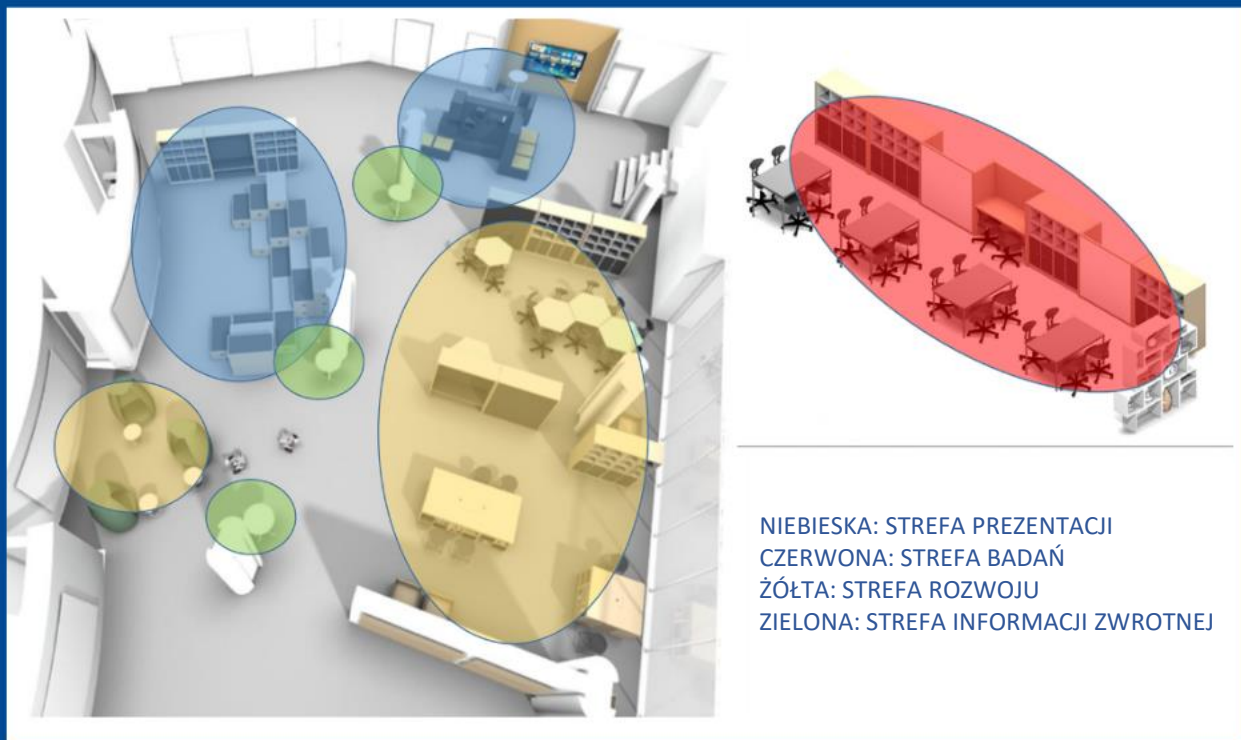 NIEBIESKA: STREFA PREZENTACJI
CZERWONA: STREFA BADAŃ
ŻÓŁTA: STREFA ROZWOJU
ZIELONA: STREFA INFORMACJI ZWROTNEJ